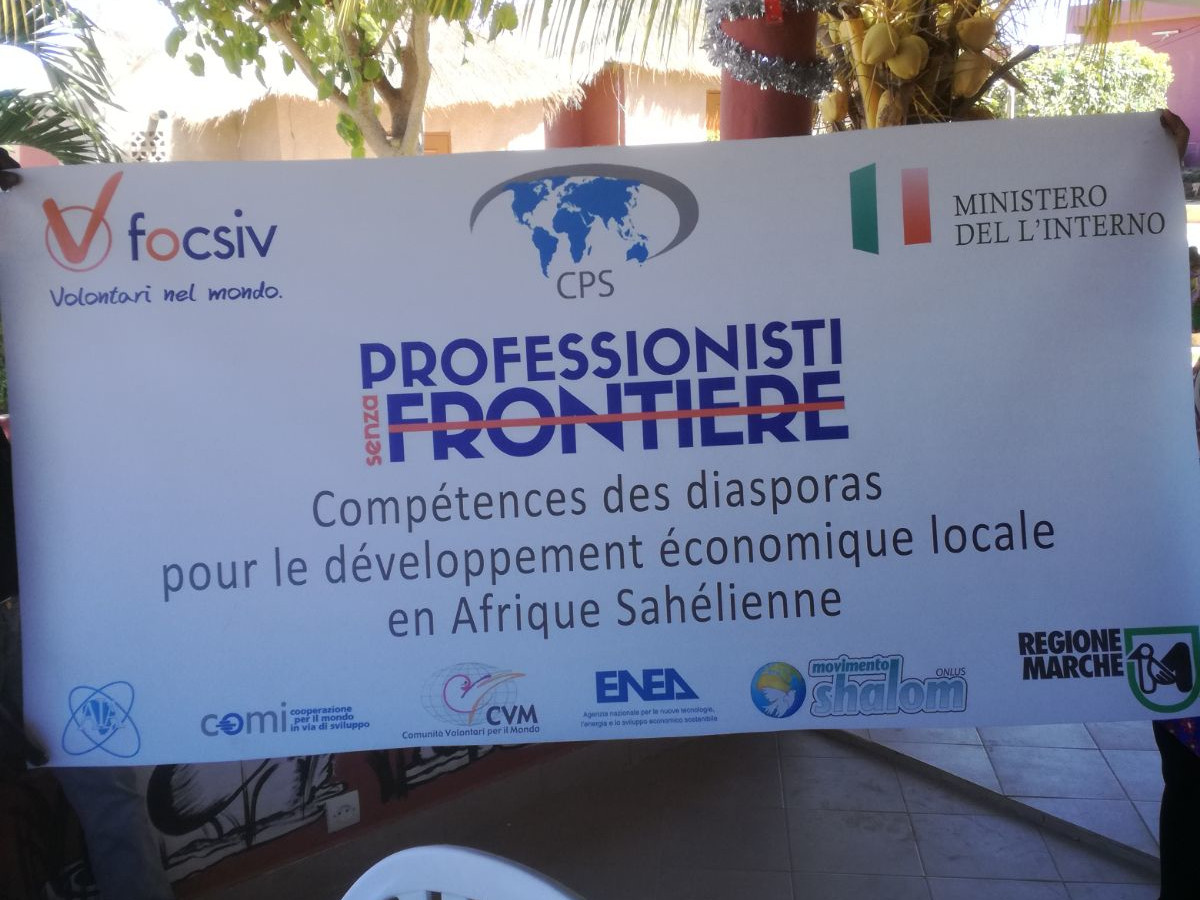 focsiv
Volontari nel mondo.
CPS
MINISTERO
DEL L'INTERNO
PROFESSIONISTI
senza
FRONTIERE
Compétences des diasporas
pour le développement économique locale
en Afrique Sahélienne
comi
cooperazione
per il mondo
in via di sviluppo
CVM
Comunità Volontari per il Mondo
ENEA
Agenzia nazionale per le nuove tecnologie,
l'energia e lo sviluppo economico sostenibile
movimento
shalom
ONLUS
REGIONE
MARCHE